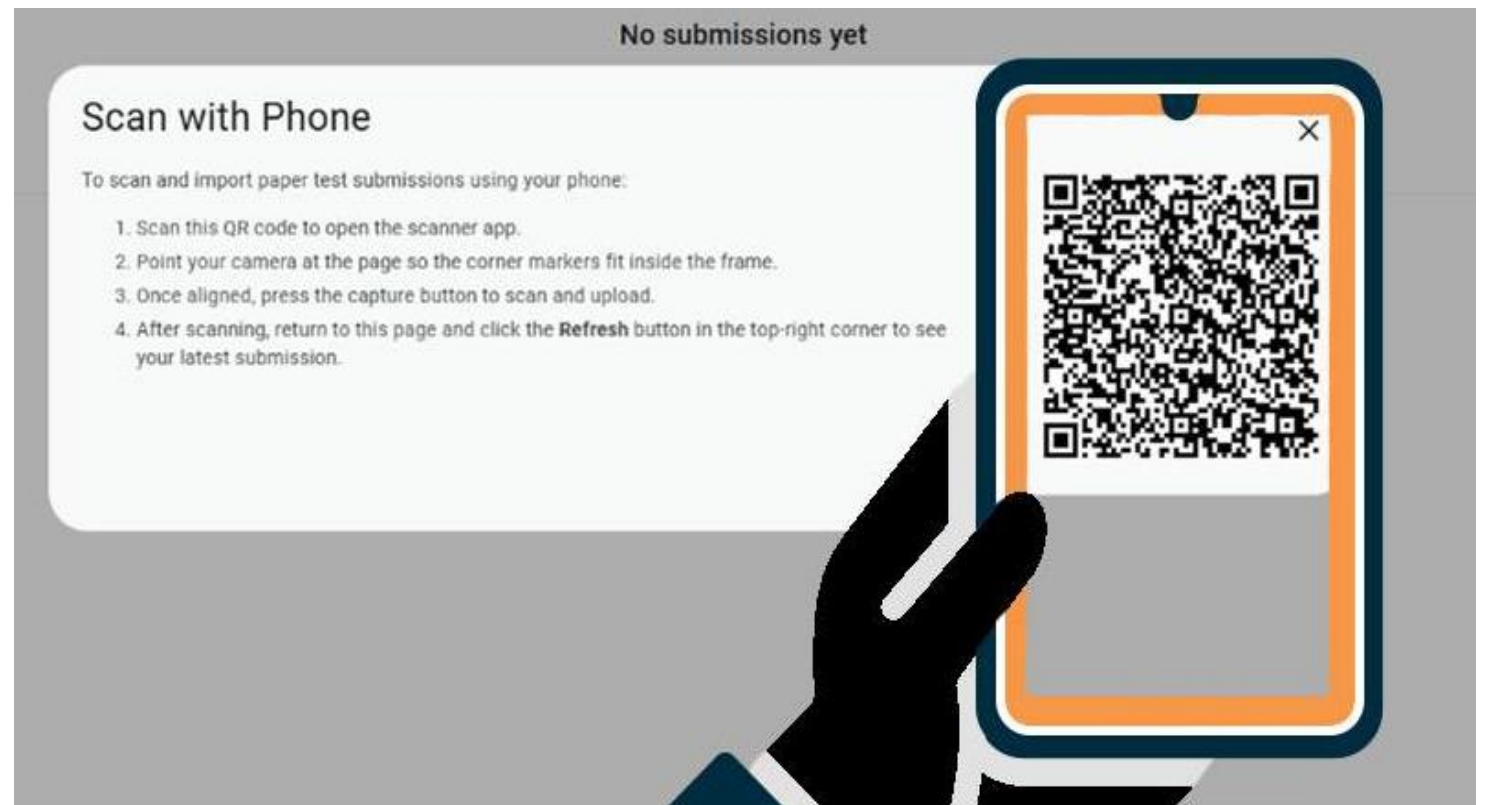 No submissions yet
Scan with Phone
To scan and import paper test submissions using your phone:
1. Scan this QR code to open the scanner app.
2. Point your camera at the page so the corner markers fit inside the frame.
3. Once aligned, press the capture button to scan and upload.
4. After scanning, return to this page and click the Refresh button in the top-right corner to see
your latest submission.